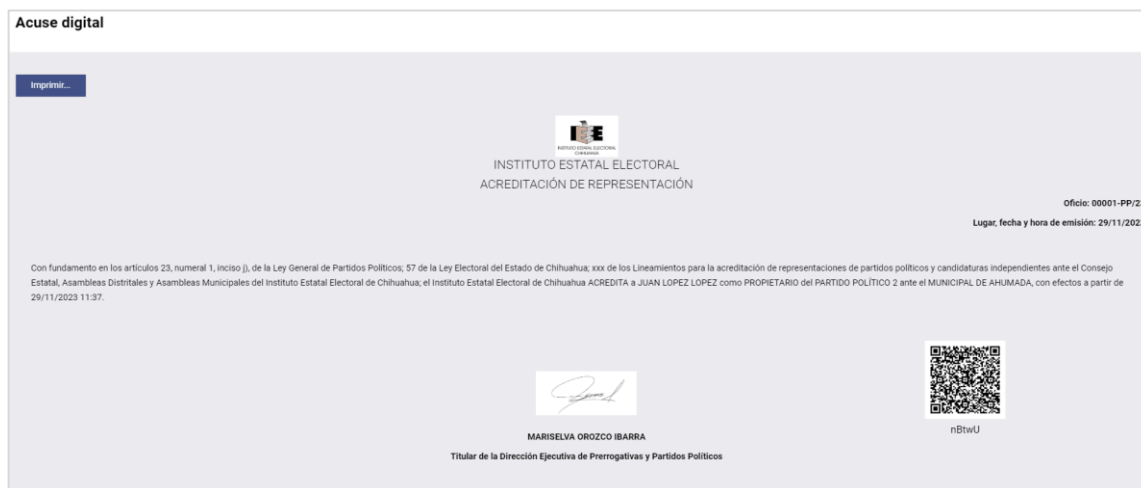 Acuse digital
Imprimir...
IEE
INSTITUTO ESTATAL ELECTORAL
CHIHUAHUA
INSTITUTO ESTATAL ELECTORAL
ACREDITACIÓN DE REPRESENTACIÓN
Oficio: 00001-PP/2
Lugar, fecha y hora de emisión: 29/11/202
Con fundamento en los artículos 23, numeral 1, inciso j), de la Ley General de Partidos Políticos; 57 de la Ley Electoral del Estado de Chihuahua; xxx de los Lineamientos para la acreditación de representaciones de partidos políticos y candidaturas independientes ante el Consejo
Estatal, Asambleas Distritales y Asambleas Municipales del Instituto Estatal Electoral de Chihuahua; el Instituto Estatal Electoral de Chihuahua ACREDITA a JUAN LOPEZ LOPEZ como PROPIETARIO del PARTIDO POLÍTICO 2 ante el MUNICIPAL DE AHUMADA, con efectos a partir de
29/11/2023 11:37.
nBtwU
MARISELVA OROZCO IBARRA
Titular de la Dirección Ejecutiva de Prerrogativas y Partidos Políticos